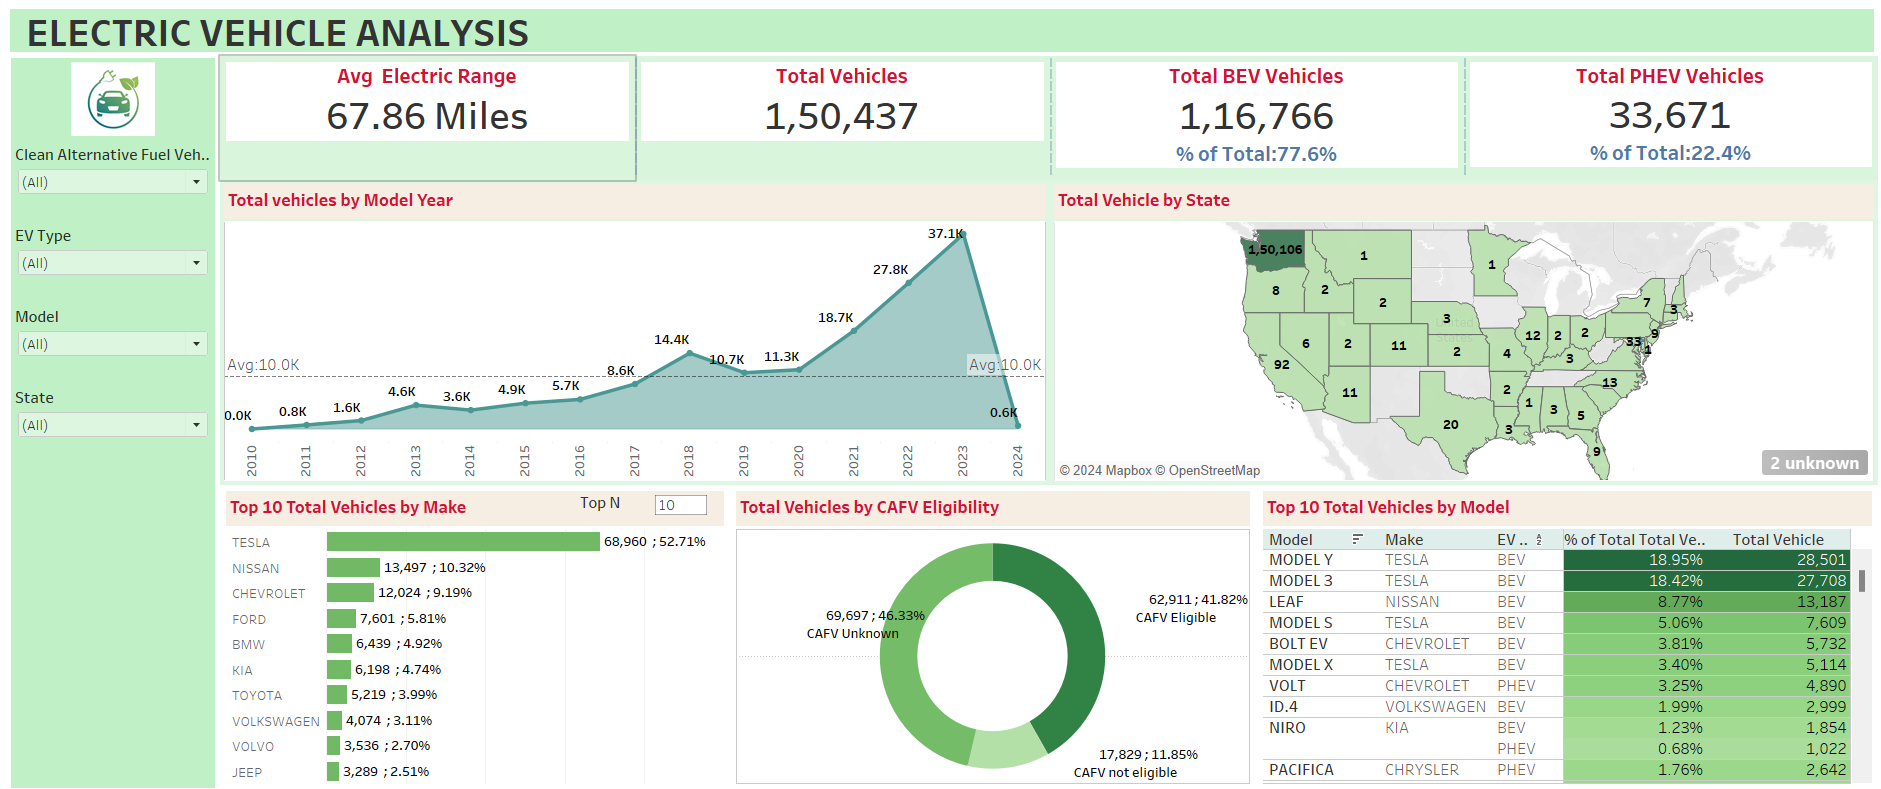 ELECTRIC VEHICLE ANALYSIS
Clean Alternative Fuel Veh..
(All)
EV Type
(All)
Model
(All)
State
(All)
Avg Electric Range
67.86 Miles
Total Vehicles
1,50,437
Total BEV Vehicles
1,16,766
% of Total:77.6%
Total PHEV Vehicles
33,671
% of Total:22.4%
Total vehicles by Model Year
37.1K
27.8K
18.7K
14.4K
10.7K
11.3K
Avg:10.0K
Avg:10.0K
8.6K
5.7K
4.9K
3.6K
4.6K
1.6K
0.8K
0.0K
0.6K
2010
2011
2012
2013
2014
2015
2016
2017
2018
2019
2020
2021
2022
2023
2024
Total Vehicle by State
1,50,106
1
1
8
2
2
7
3
3
United States
12
2
2
9
33
1
6
2
11
2
4
3
92
11
2
13
20
3
1
3
5
9
© 2024 Mapbox © OpenStreetMap
2 unknown
Top 10 Total Vehicles by Make
Top N
10
TESLA 68,960 ; 52.71%
NISSAN 13,497 ; 10.32%
CHEVROLET 12,024 ; 9.19%
FORD 7,601 ; 5.81%
BMW 6,439 ; 4.92%
KIA 6,198 ; 4.74%
TOYOTA 5,219 ; 3.99%
VOLKSWAGEN 4,074 ; 3.11%
VOLVO 3,536 ; 2.70%
JEEP 3,289 ; 2.51%
Total Vehicles by CAFV Eligibility
62,911 ; 41.82%
CAFV Eligible
69,697 ; 46.33%
CAFV Unknown
17,829 ; 11.85%
CAFV not eligible
Top 10 Total Vehicles by Model
Model Make EV .. % of Total Total Ve.. Total Vehicle
MODEL Y TESLA BEV 18.95% 28,501
MODEL 3 TESLA BEV 18.42% 27,708
LEAF NISSAN BEV 8.77% 13,187
MODEL S TESLA BEV 5.06% 7,609
BOLT EV CHEVROLET BEV 3.81% 5,732
MODEL X TESLA BEV 3.40% 5,114
VOLT CHEVROLET PHEV 3.25% 4,890
ID.4 VOLKSWAGEN BEV 1.99% 2,999
NIRO KIA BEV 1.23% 1,854
PHEV 0.68% 1,022
PACIFICA CHRYSLER PHEV 1.76% 2,642